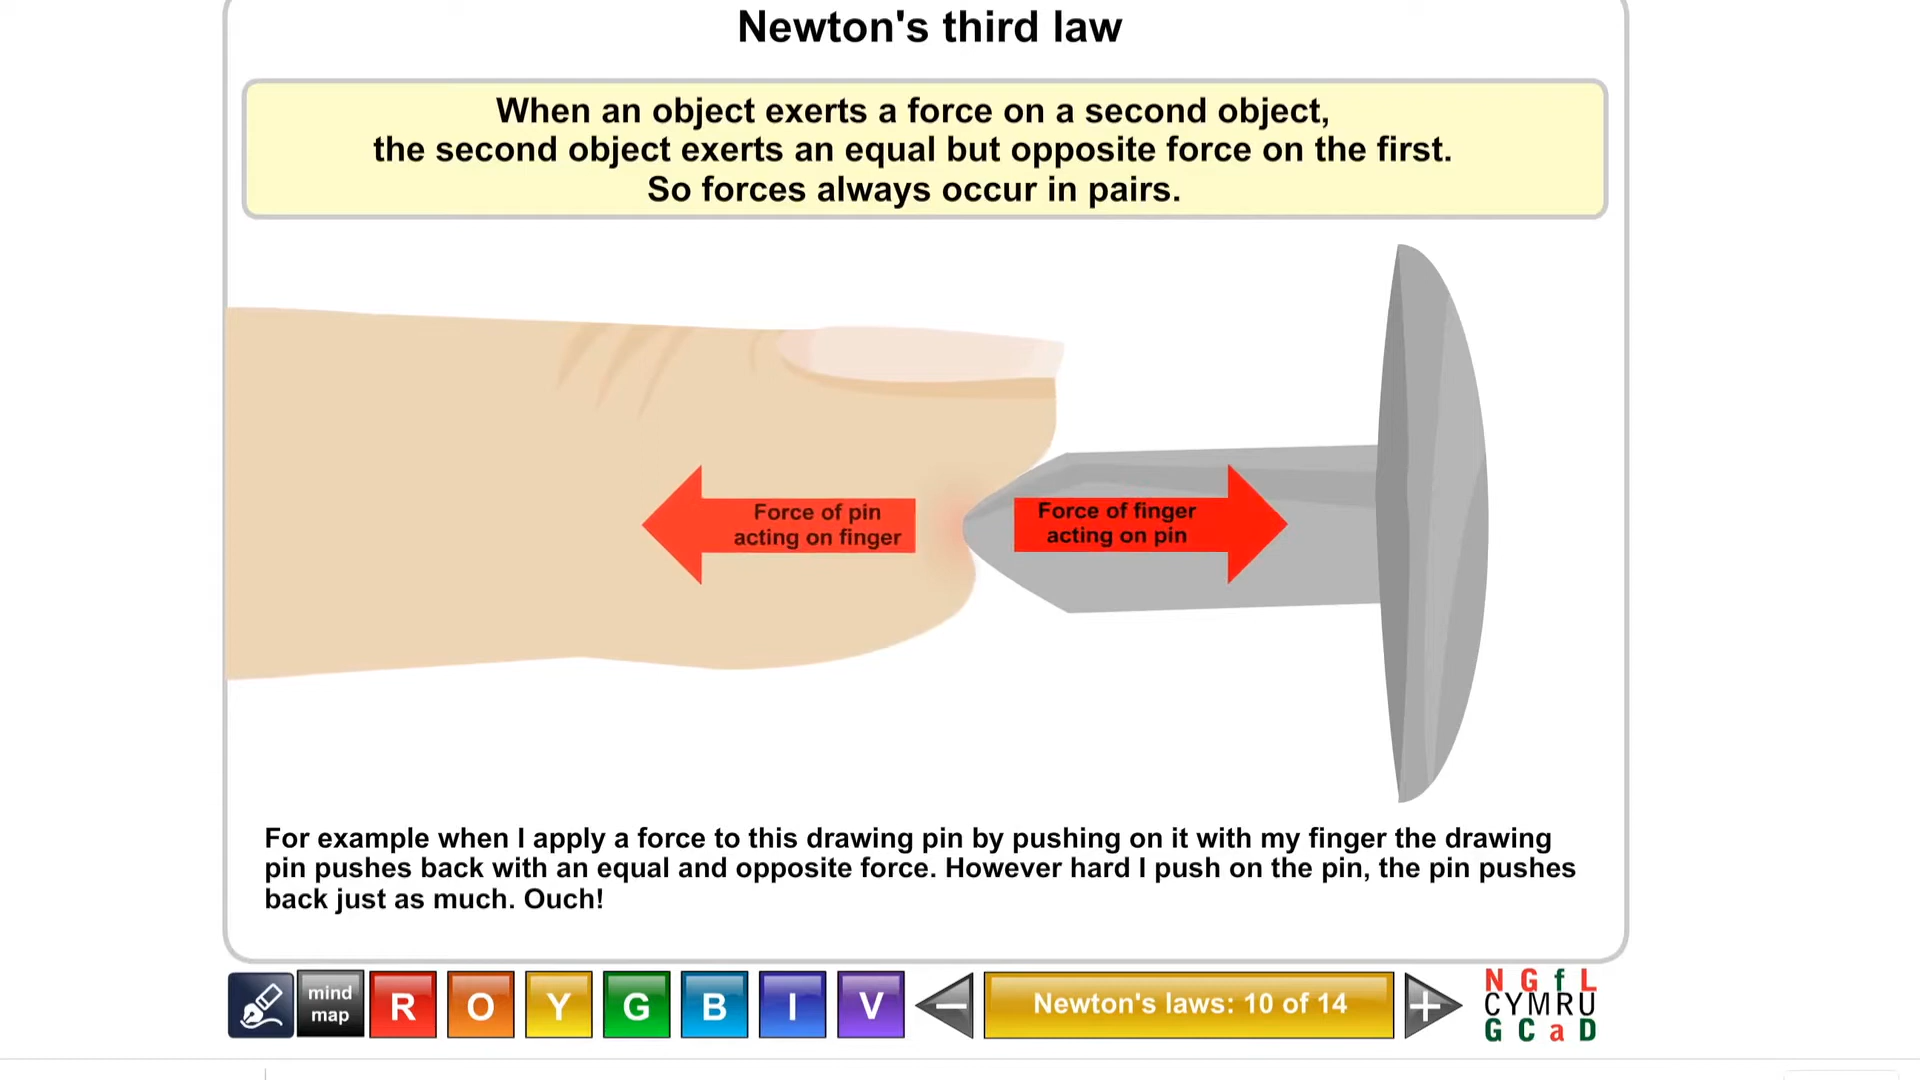 Newton's third law
When an object exerts a force on a second object,
the second object exerts an equal but opposite force on the first.
So forces always occur in pairs.
Force of pin
acting on finger
Force of finger
acting on pin
For example when I apply a force to this drawing pin by pushing on it with my finger the drawing
pin pushes back with an equal and opposite force. However hard I push on the pin, the pin pushes
back just as much. Ouch!
mind
map
R O Y G B I V
Newton's laws: 10 of 14
N G f L
CYMRU
G C a D